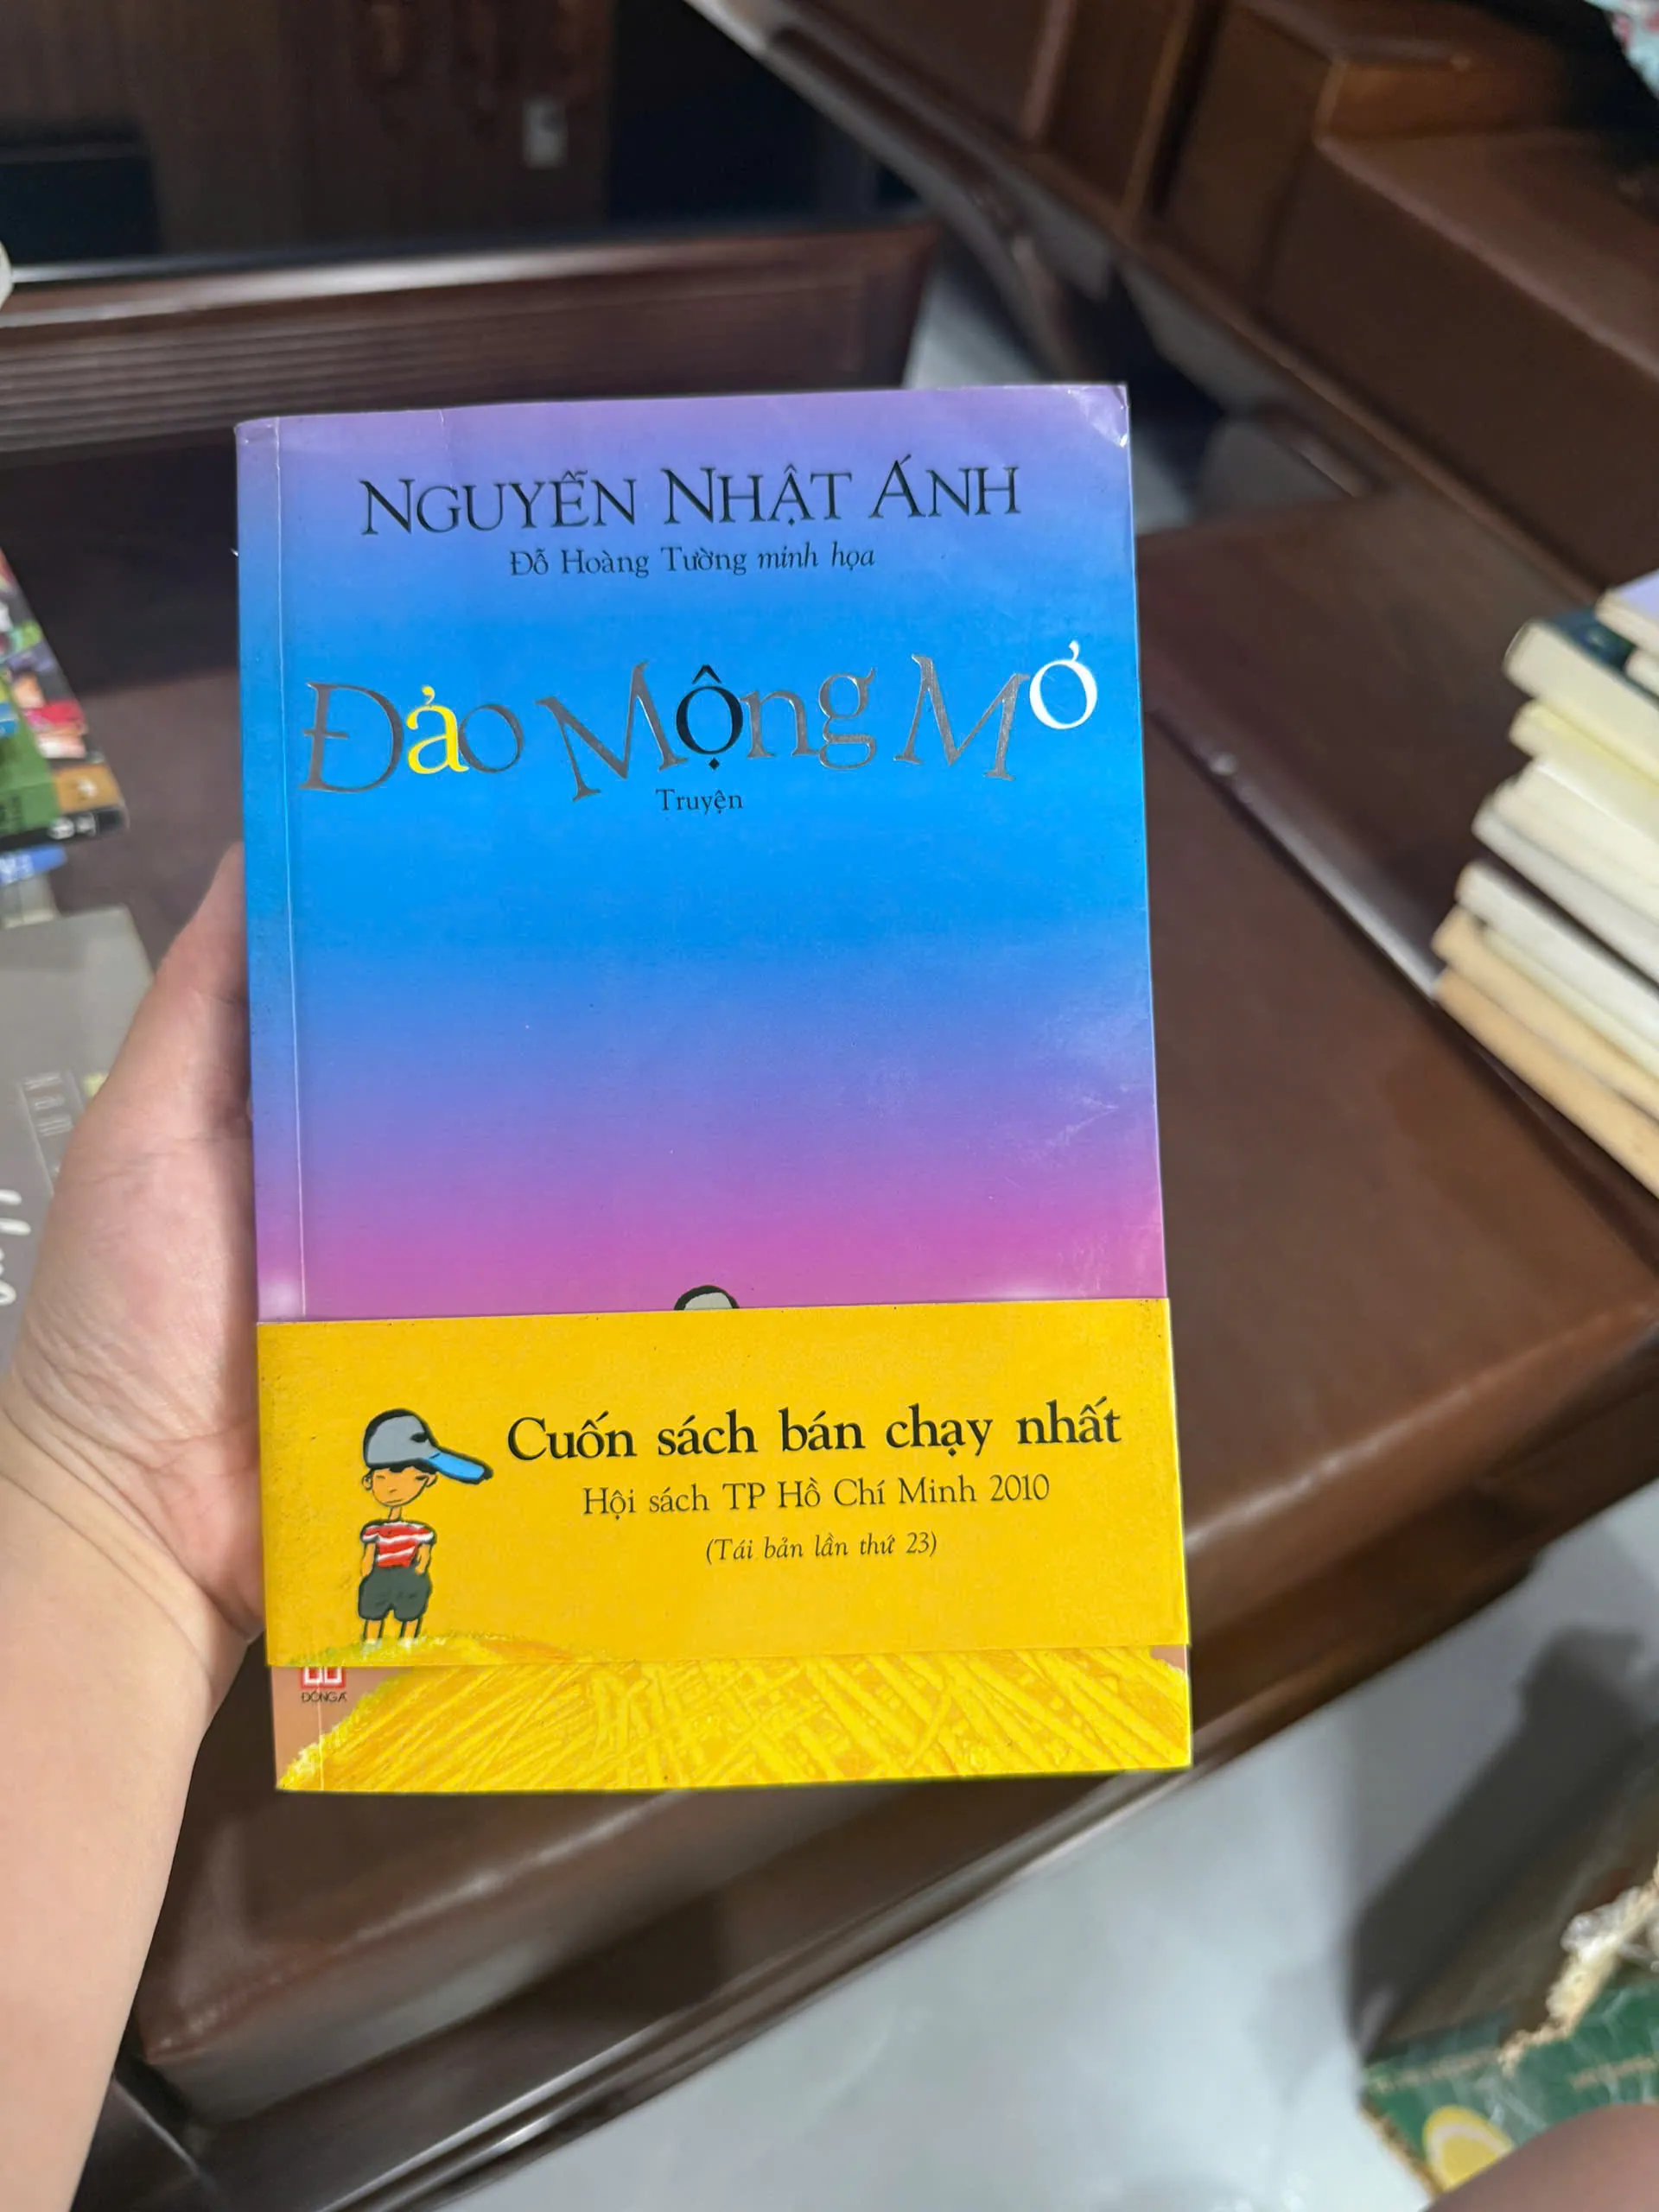 NGUYỄN NHẬT ÁNH
Đỗ Hoàng Tường minh họa
Đảo Mộng Mơ
Truyện
Cuốn sách bán chạy nhất
Hội sách TP Hồ Chí Minh 2010
(Tái bản lần thứ 23)
ĐÔNG A